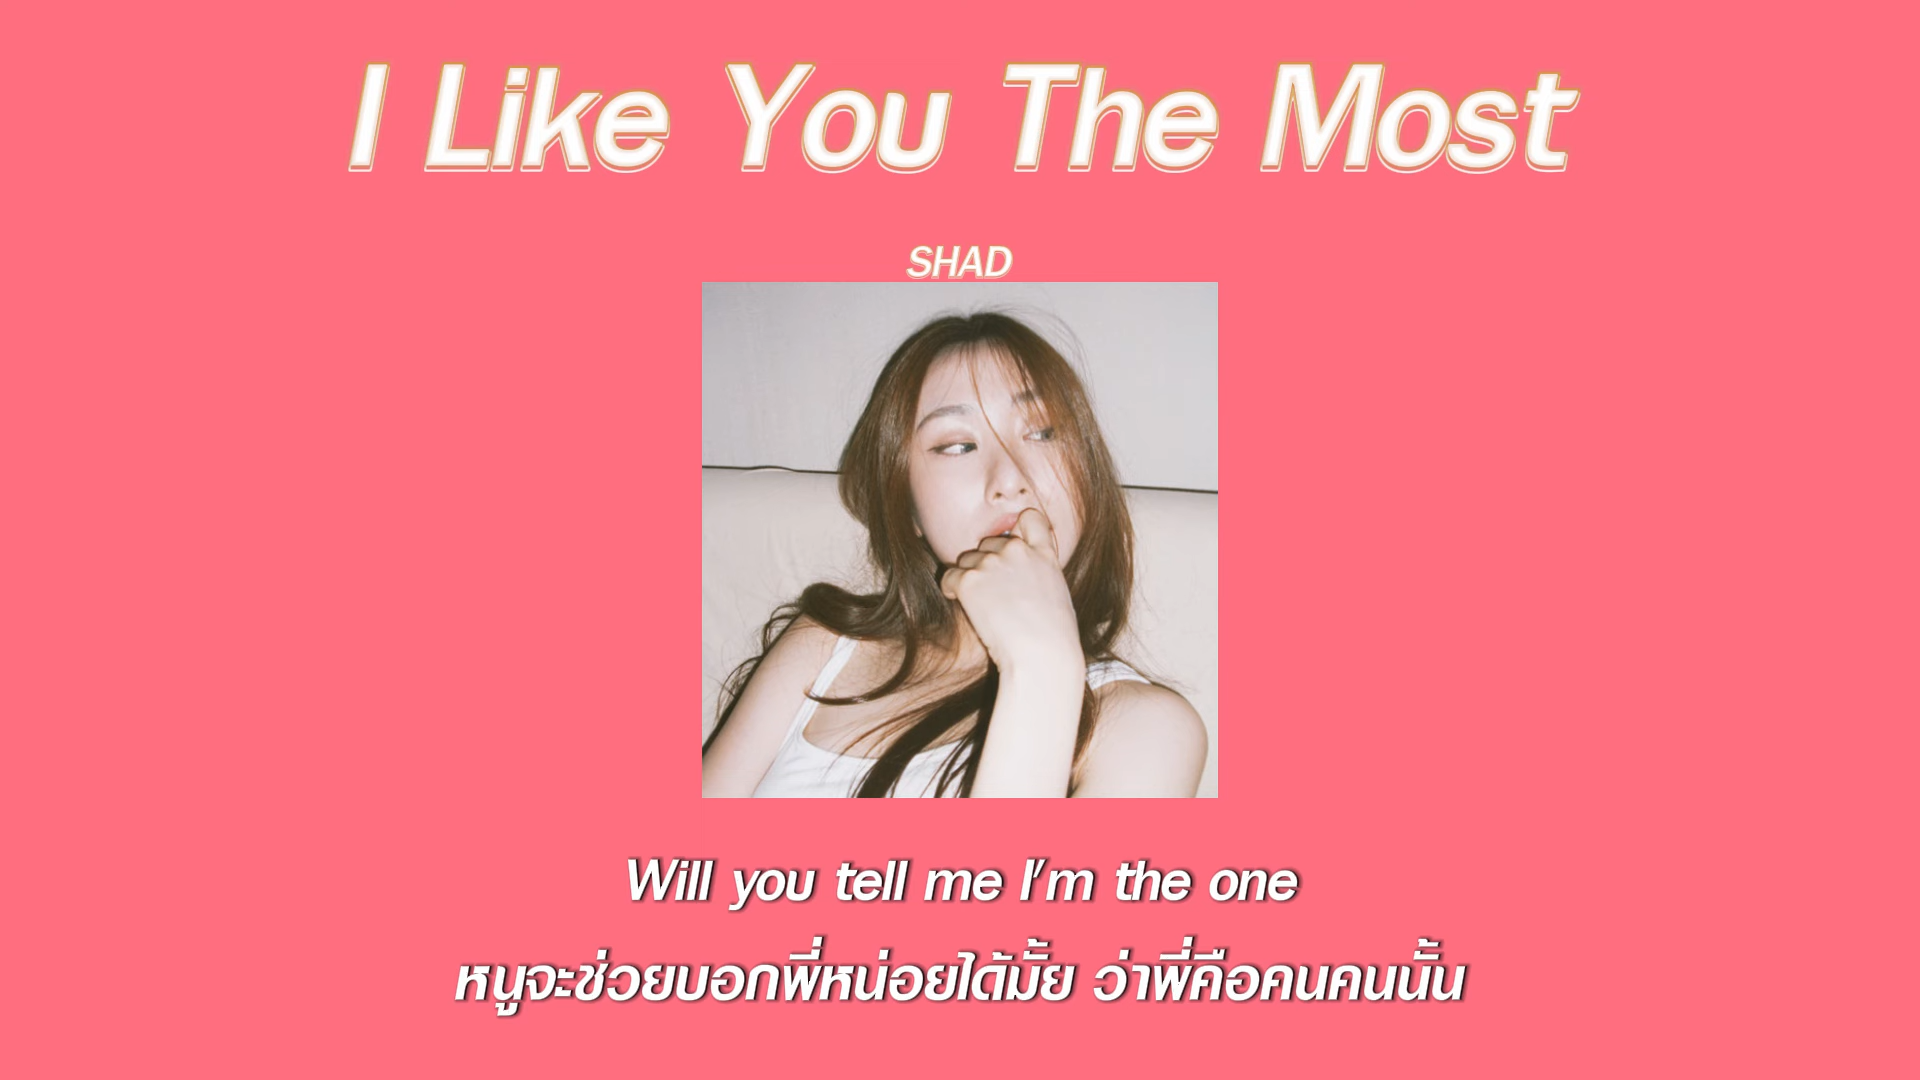 I Like You The Most
SHAD
Will you tell me I'm the one
หนูจะช่วยบอกพี่หน่อยได้มั้ย ว่าพี่คือคนคนนั้น